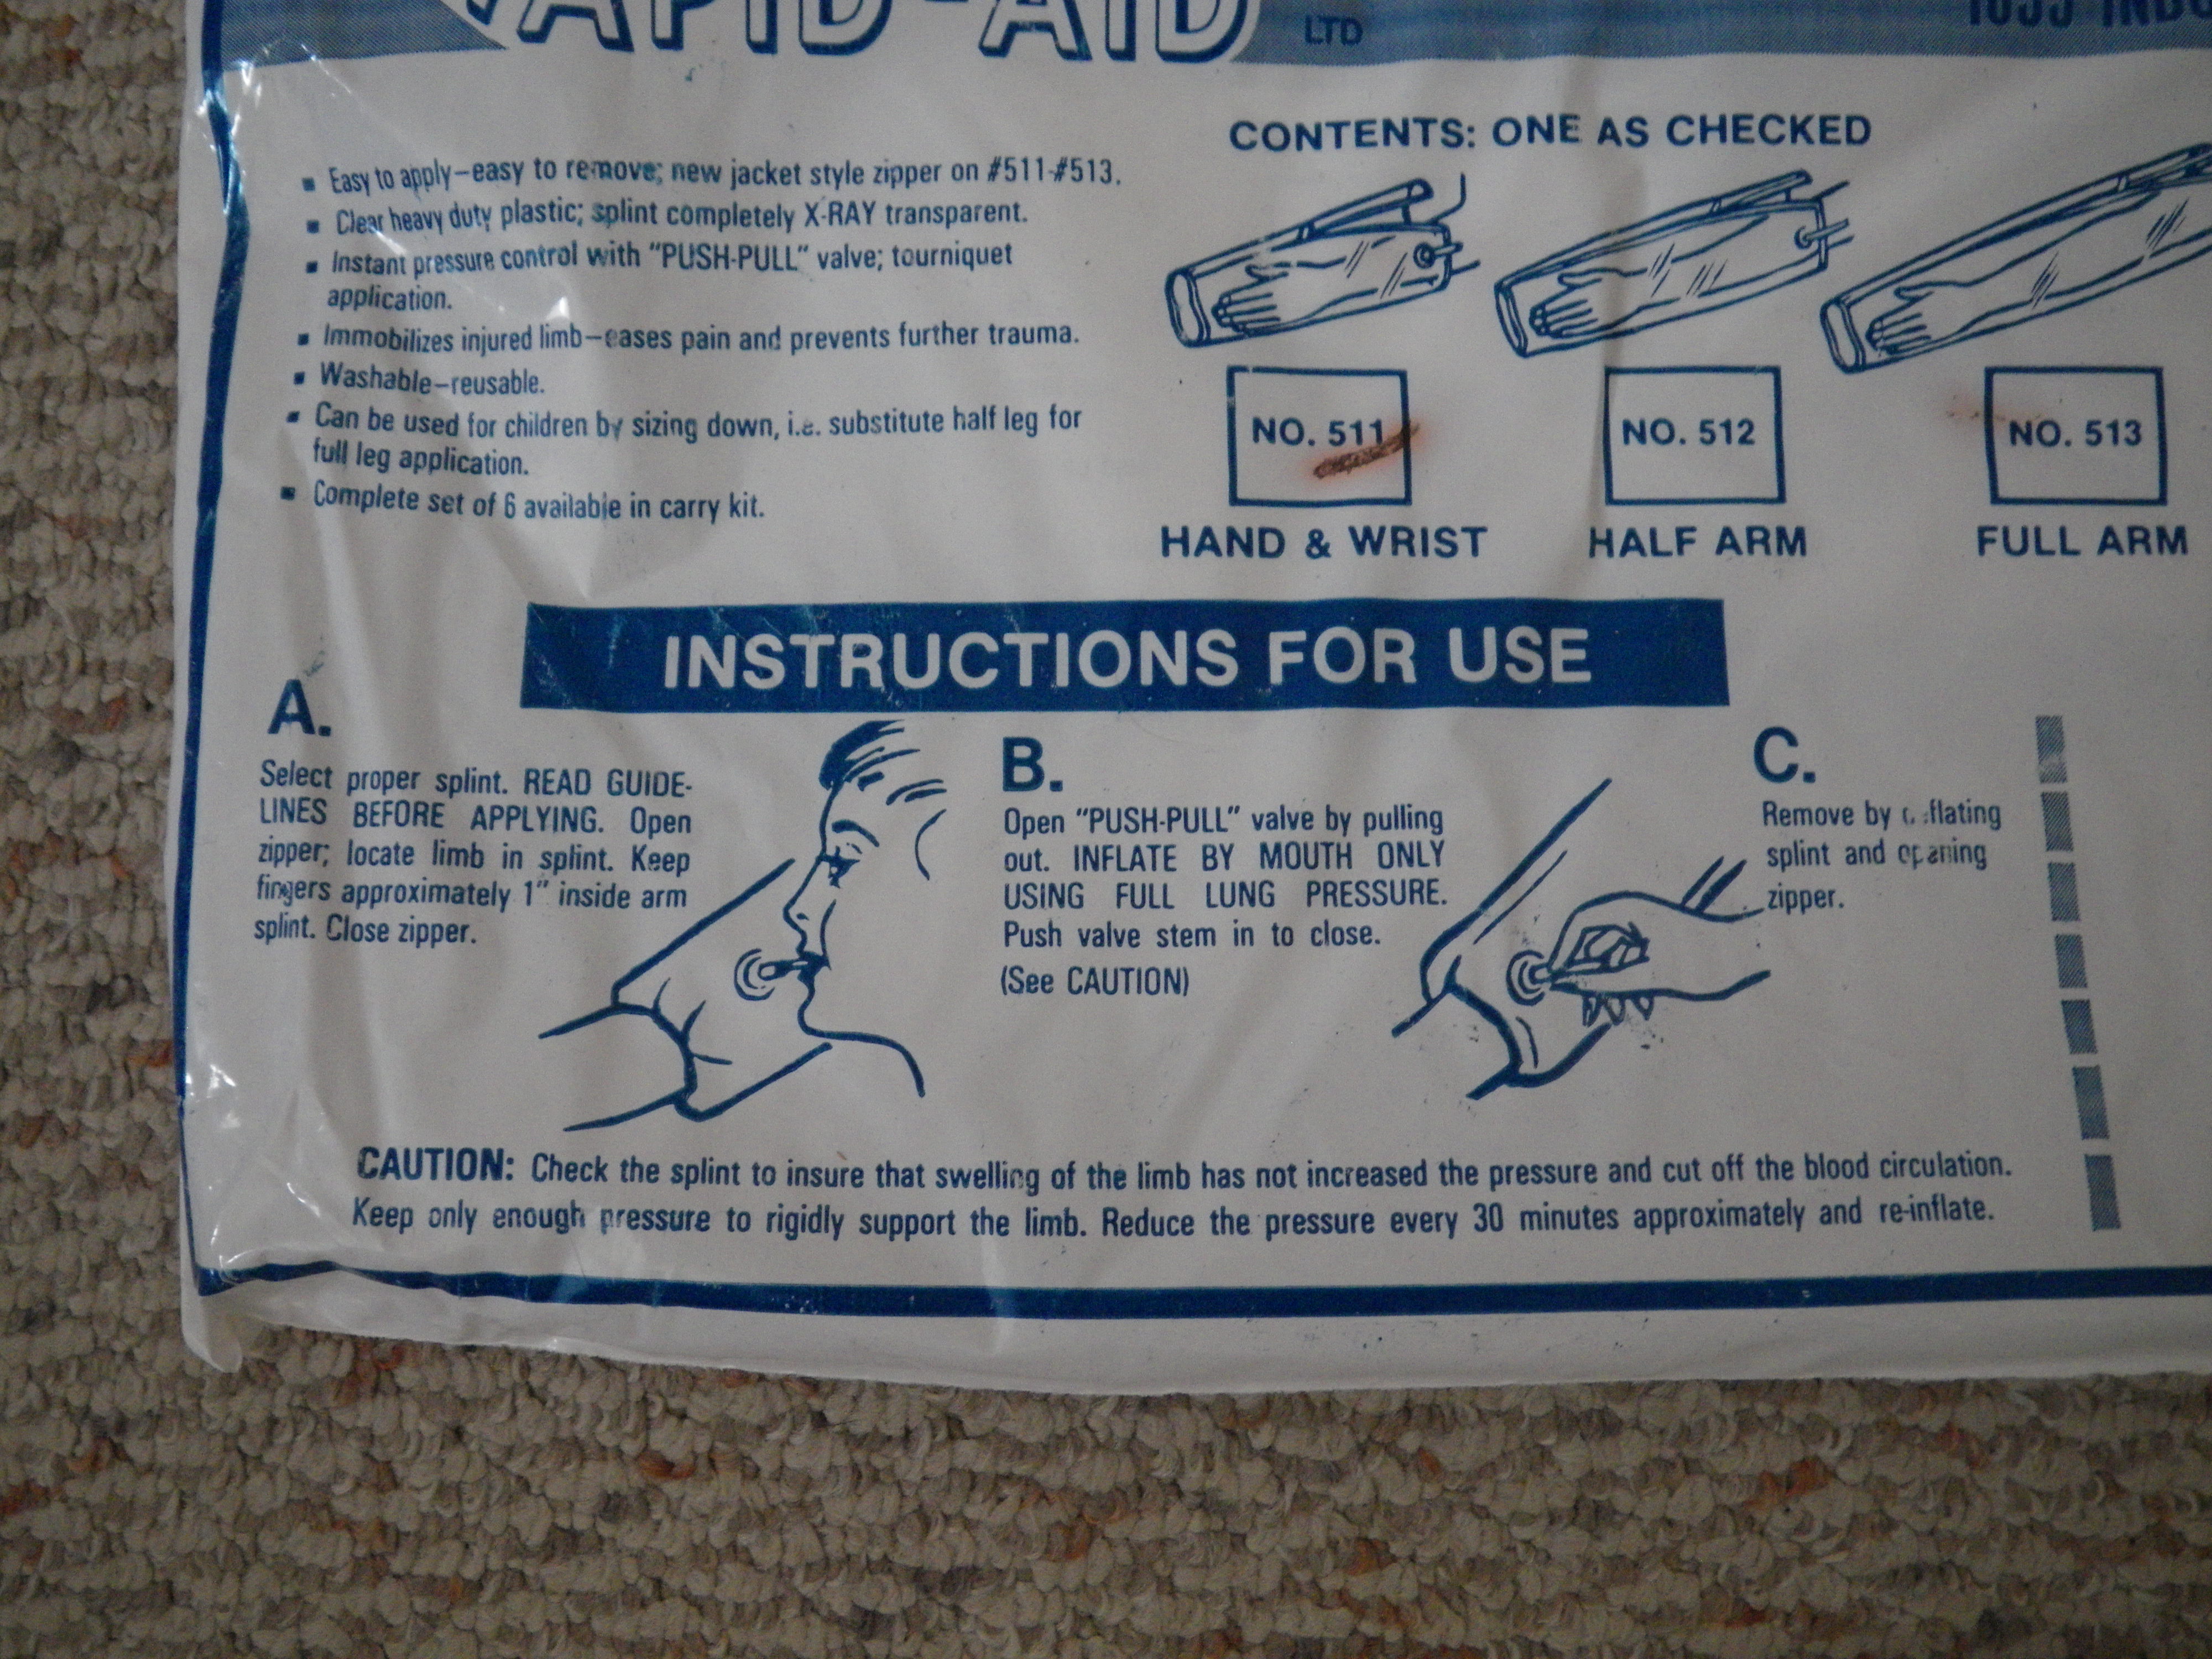 RAPID-AID
LTD
▪ Easy to apply—easy to remove; new jacket style zipper on #511-#513.
▪ Clear heavy duty plastic; splint completely X-RAY transparent.
▪ Instant pressure control with "PUSH-PULL" valve; tourniquet
application.
▪ Immobilizes injured limb—eases pain and prevents further trauma.
▪ Washable—reusable.
▪ Can be used for children by sizing down, i.e. substitute half leg for
full leg application.
▪ Complete set of 6 available in carry kit.
CONTENTS: ONE AS CHECKED
NO. 511
NO. 512
NO. 513
HAND & WRIST
HALF ARM
FULL ARM
INSTRUCTIONS FOR USE
A.
Select proper splint. READ GUIDE-
LINES BEFORE APPLYING. Open
zipper; locate limb in splint. Keep
fingers approximately 1" inside arm
splint. Close zipper.
B.
Open "PUSH-PULL" valve by pulling
out. INFLATE BY MOUTH ONLY
USING FULL LUNG PRESSURE.
Push valve stem in to close.
(See CAUTION)
C.
Remove by deflating
splint and opening
zipper.
CAUTION: Check the splint to insure that swelling of the limb has not increased the pressure and cut off the blood circulation.
Keep only enough pressure to rigidly support the limb. Reduce the pressure every 30 minutes approximately and re-inflate.